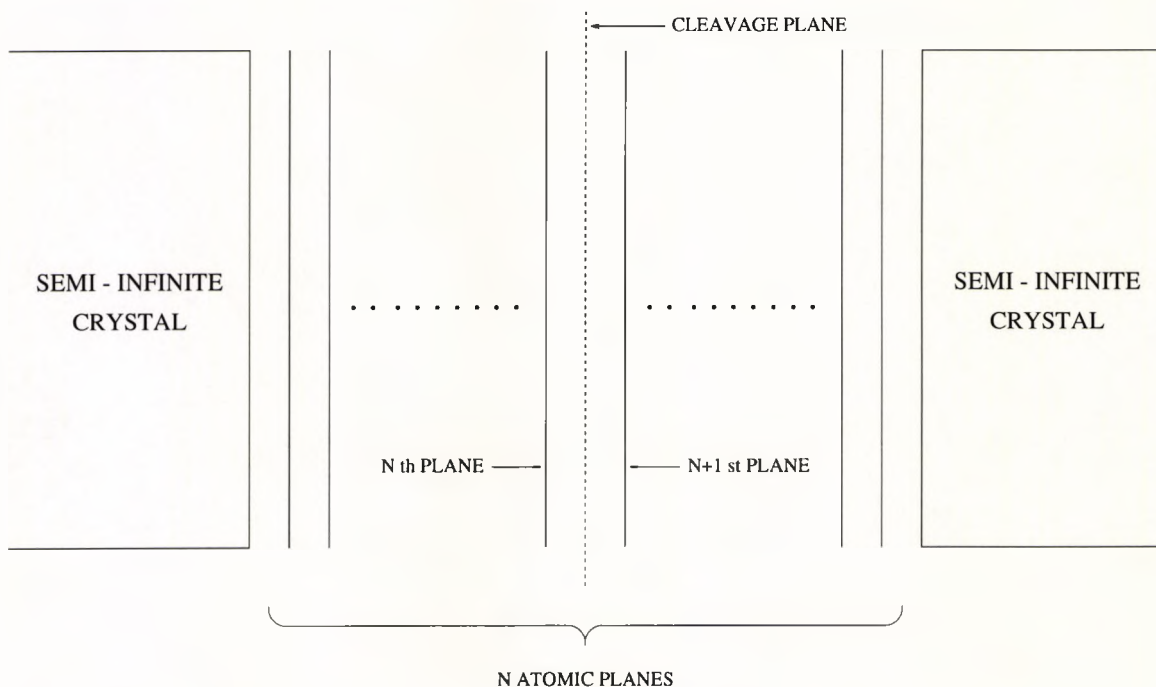 CLEAVAGE PLANE
SEMI - INFINITE
CRYSTAL
SEMI - INFINITE
CRYSTAL
N th PLANE
N+1 st PLANE
N ATOMIC PLANES